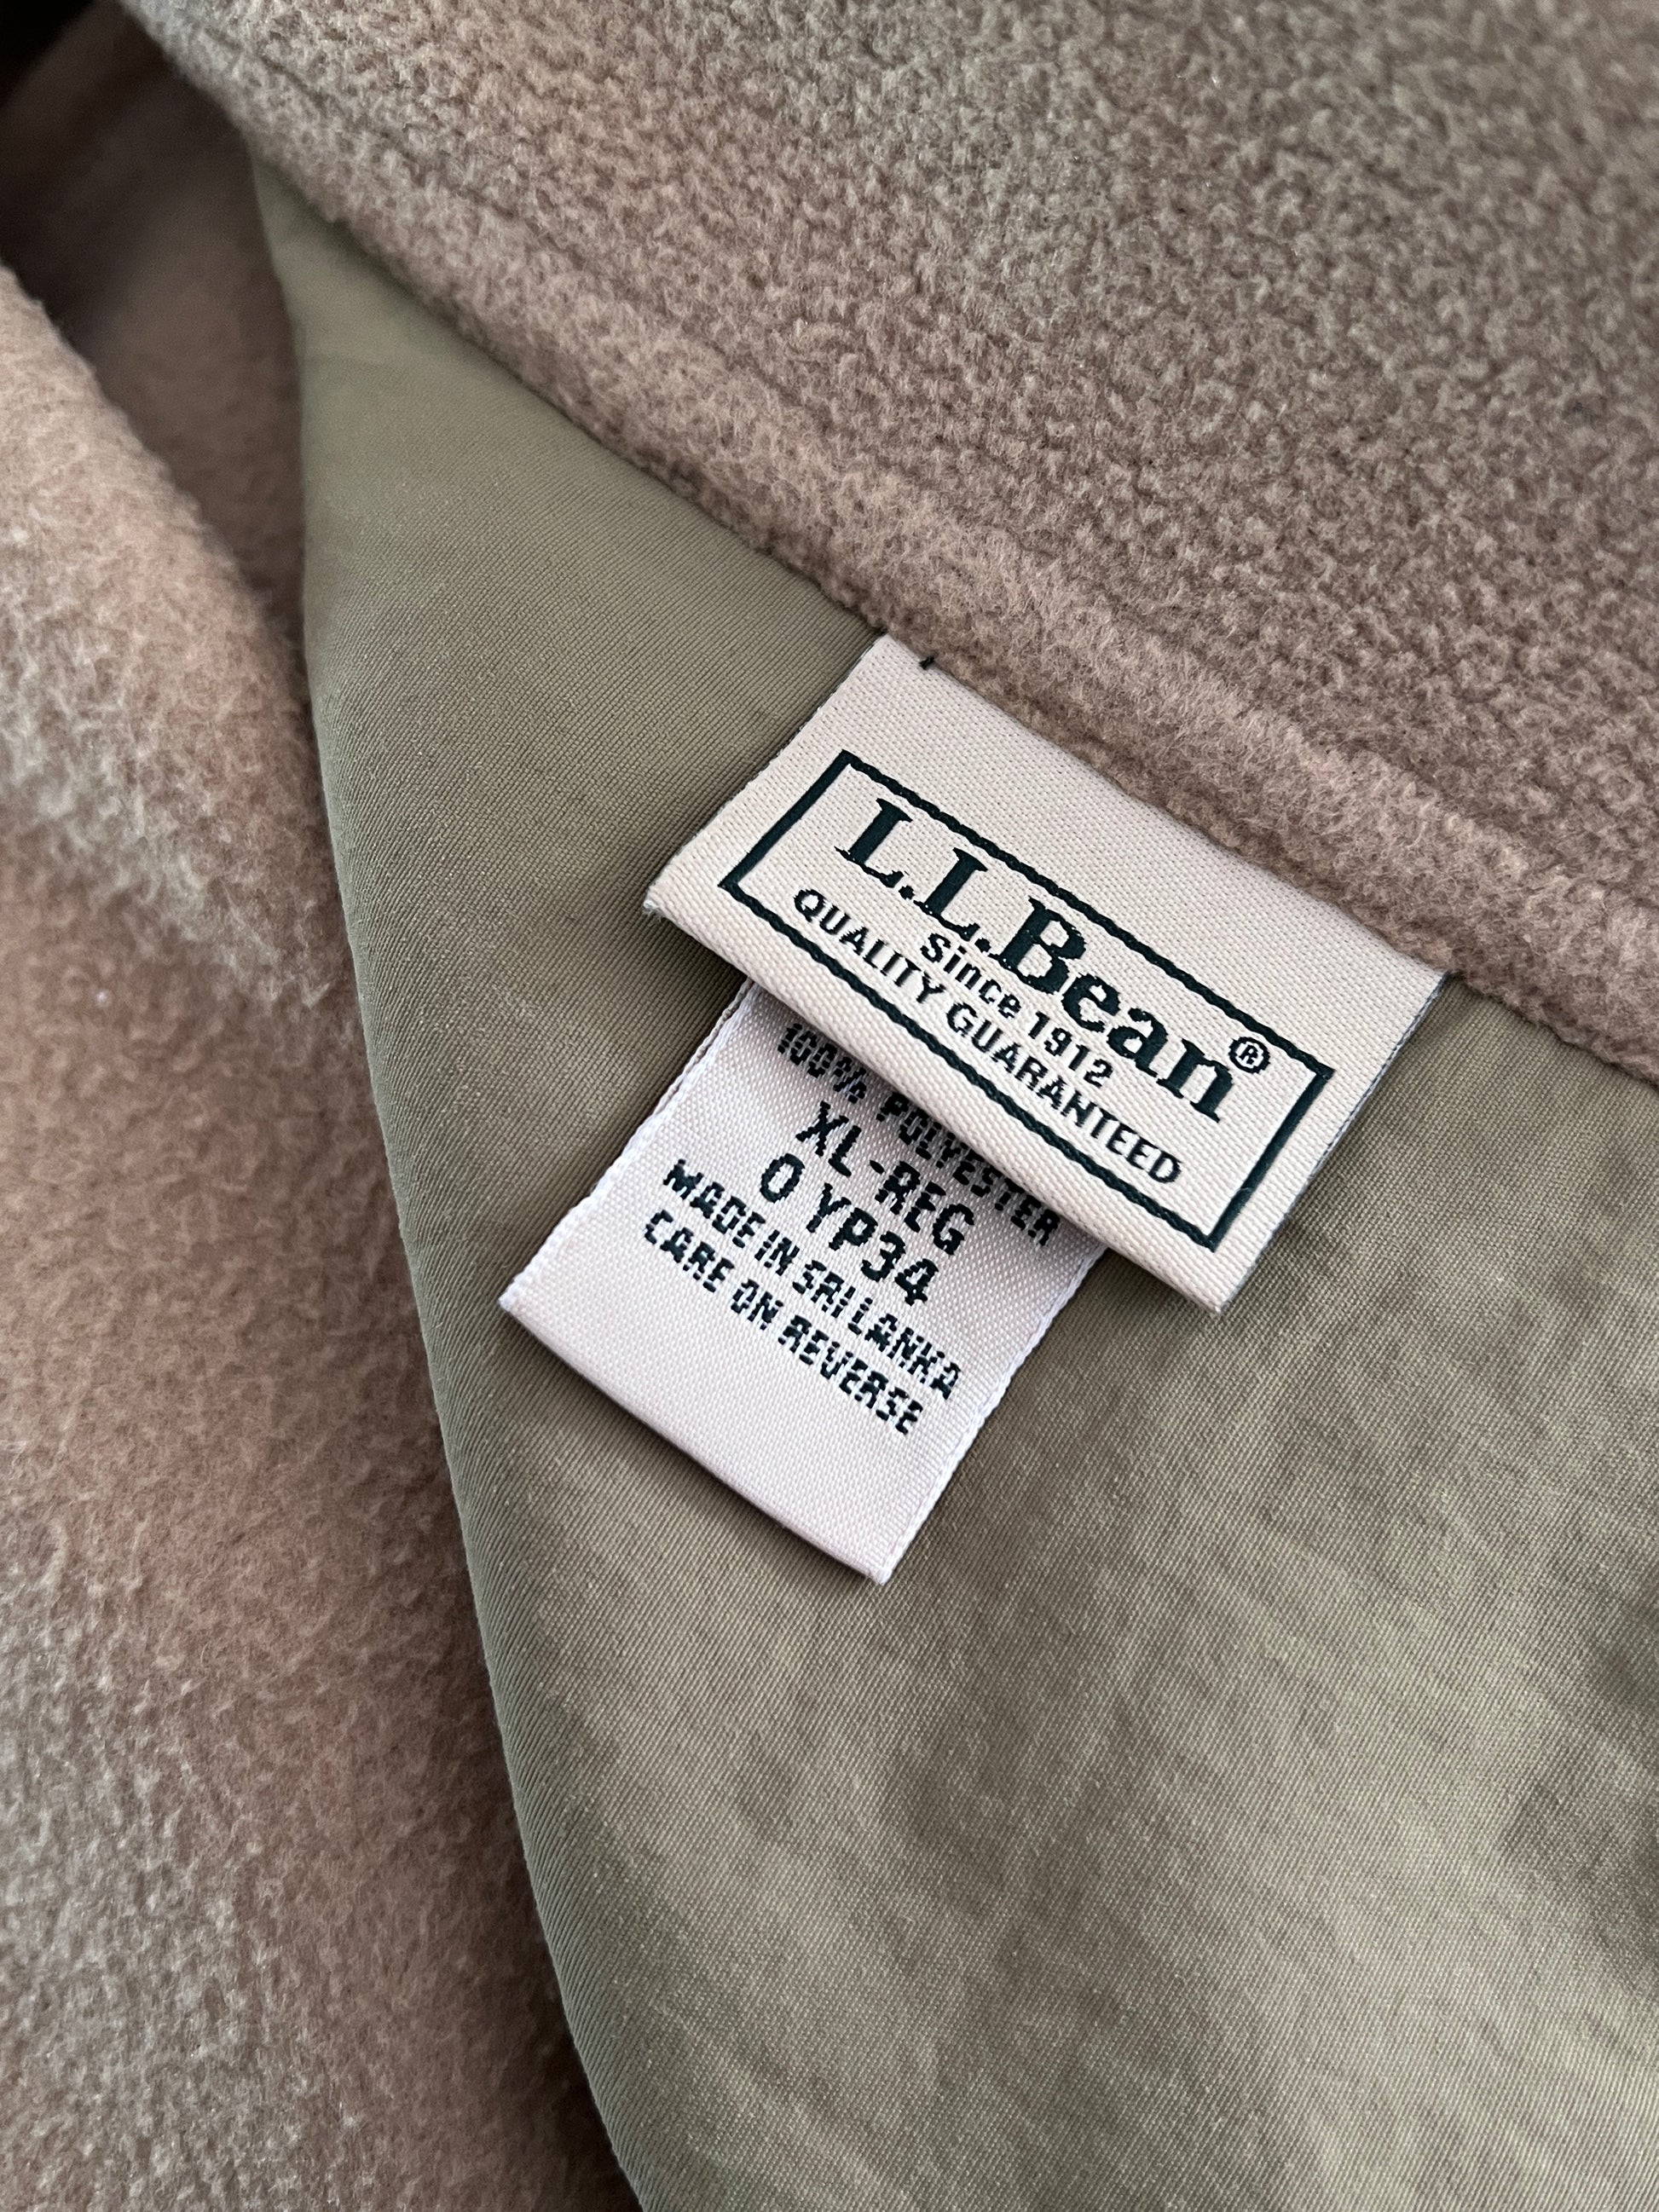 L.L.Bean®
Since 1912
QUALITY GUARANTEED
100% POLYESTER
XL-REG
0 YP34
MADE IN SRI LANKA
CARE ON REVERSE